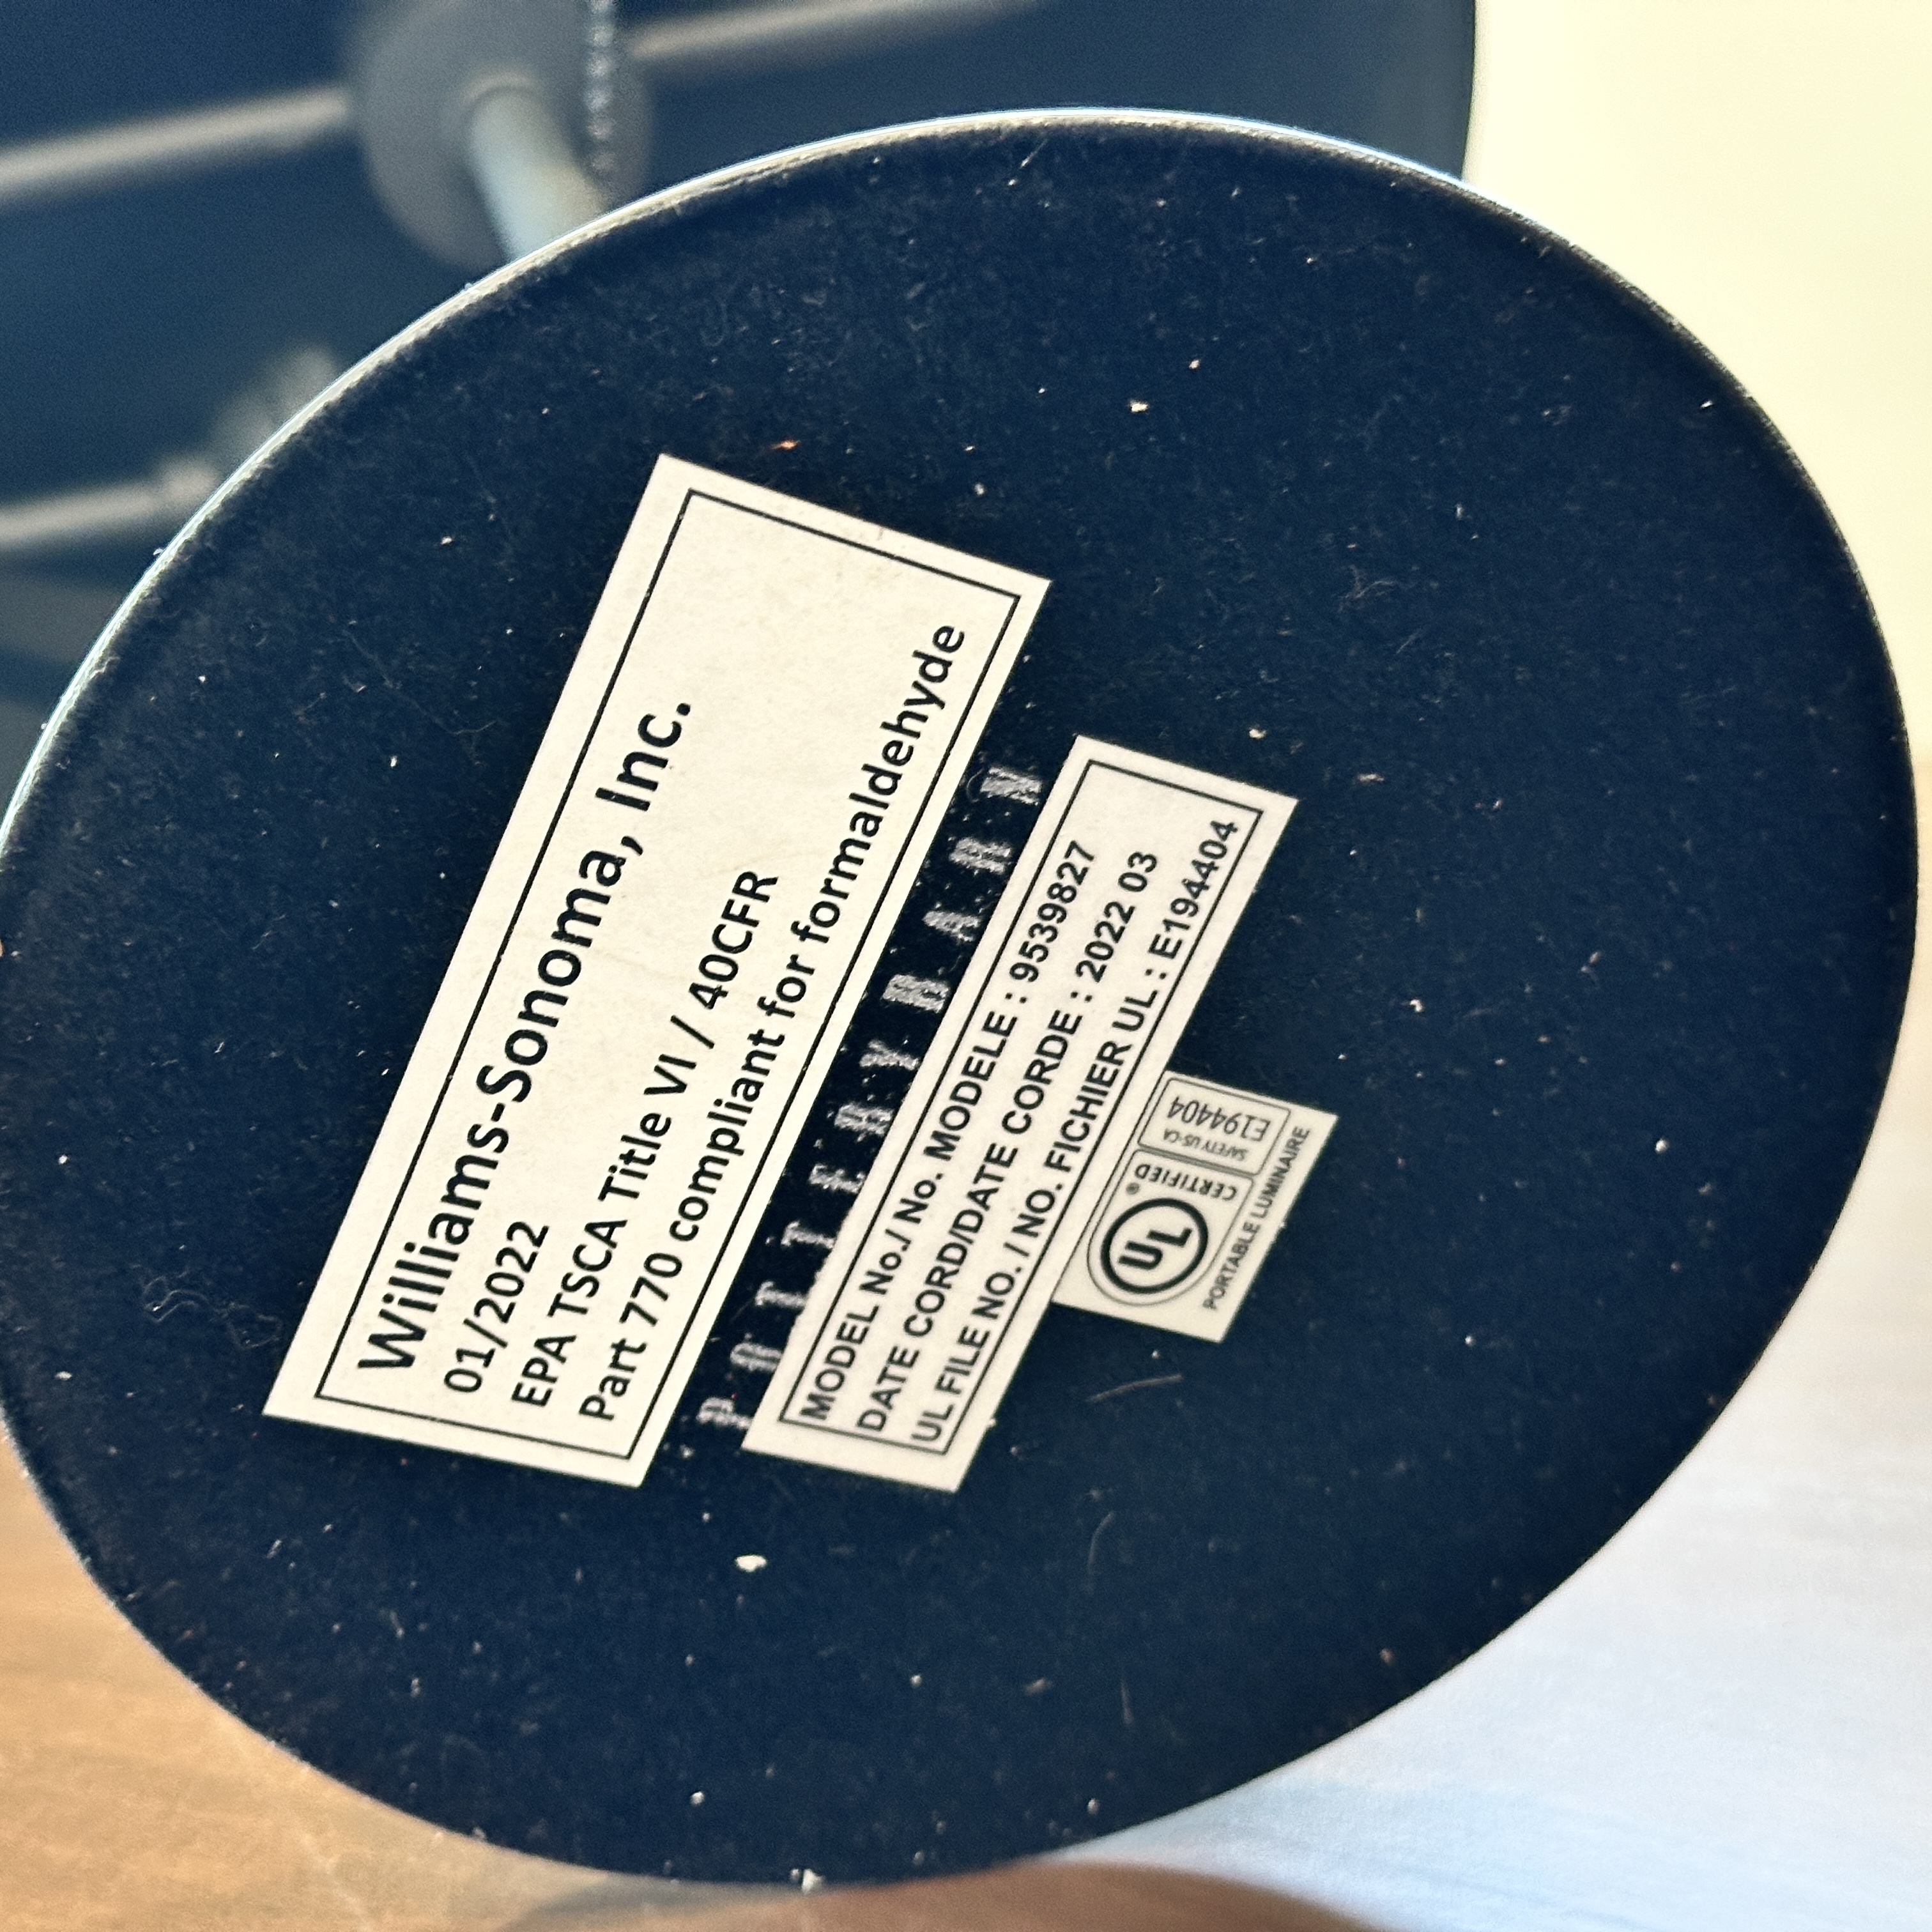 Williams-Sonoma, Inc.
01/2022
EPA TSCA Title VI / 40CFR
Part 770 compliant for formaldehyde
POTTERY BARN
MODEL No./ No. MODELE : 9539827
DATE CORD/DATE CORDE : 2022 03
UL FILE NO. / NO. FICHIER UL : E194404
UL
®
CERTIFIED
SAFETY US-CA
E194404
PORTABLE LUMINAIRE